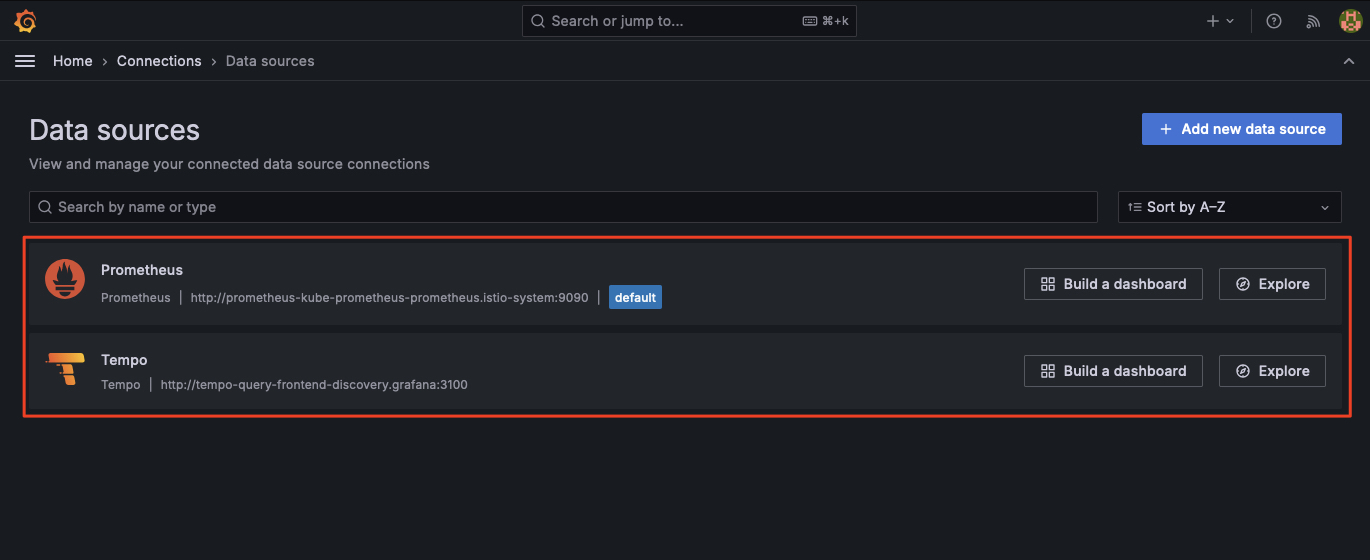 Search or jump to... ⌘+k
Home › Connections › Data sources
Data sources
Add new data source
View and manage your connected data source connections
Search by name or type
Sort by A–Z
Prometheus
Prometheus | http://prometheus-kube-prometheus-prometheus.istio-system:9090 | default
Build a dashboard
Explore
Tempo
Tempo | http://tempo-query-frontend-discovery.grafana:3100
Build a dashboard
Explore